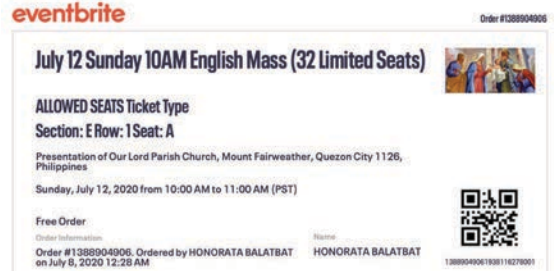 eventbrite
Order #1388904906
July 12 Sunday 10AM English Mass (32 Limited Seats)
ALLOWED SEATS Ticket Type
Section: E Row: 1 Seat: A
Presentation of Our Lord Parish Church, Mount Fairweather, Quezon City 1126,
Philippines
Sunday, July 12, 2020 from 10:00 AM to 11:00 AM (PST)
Free Order
Order Information
Order #1388904906. Ordered by HONORATA BALATBAT
on July 8, 2020 12:28 AM
Name
HONORATA BALATBAT
13889049061938116278001